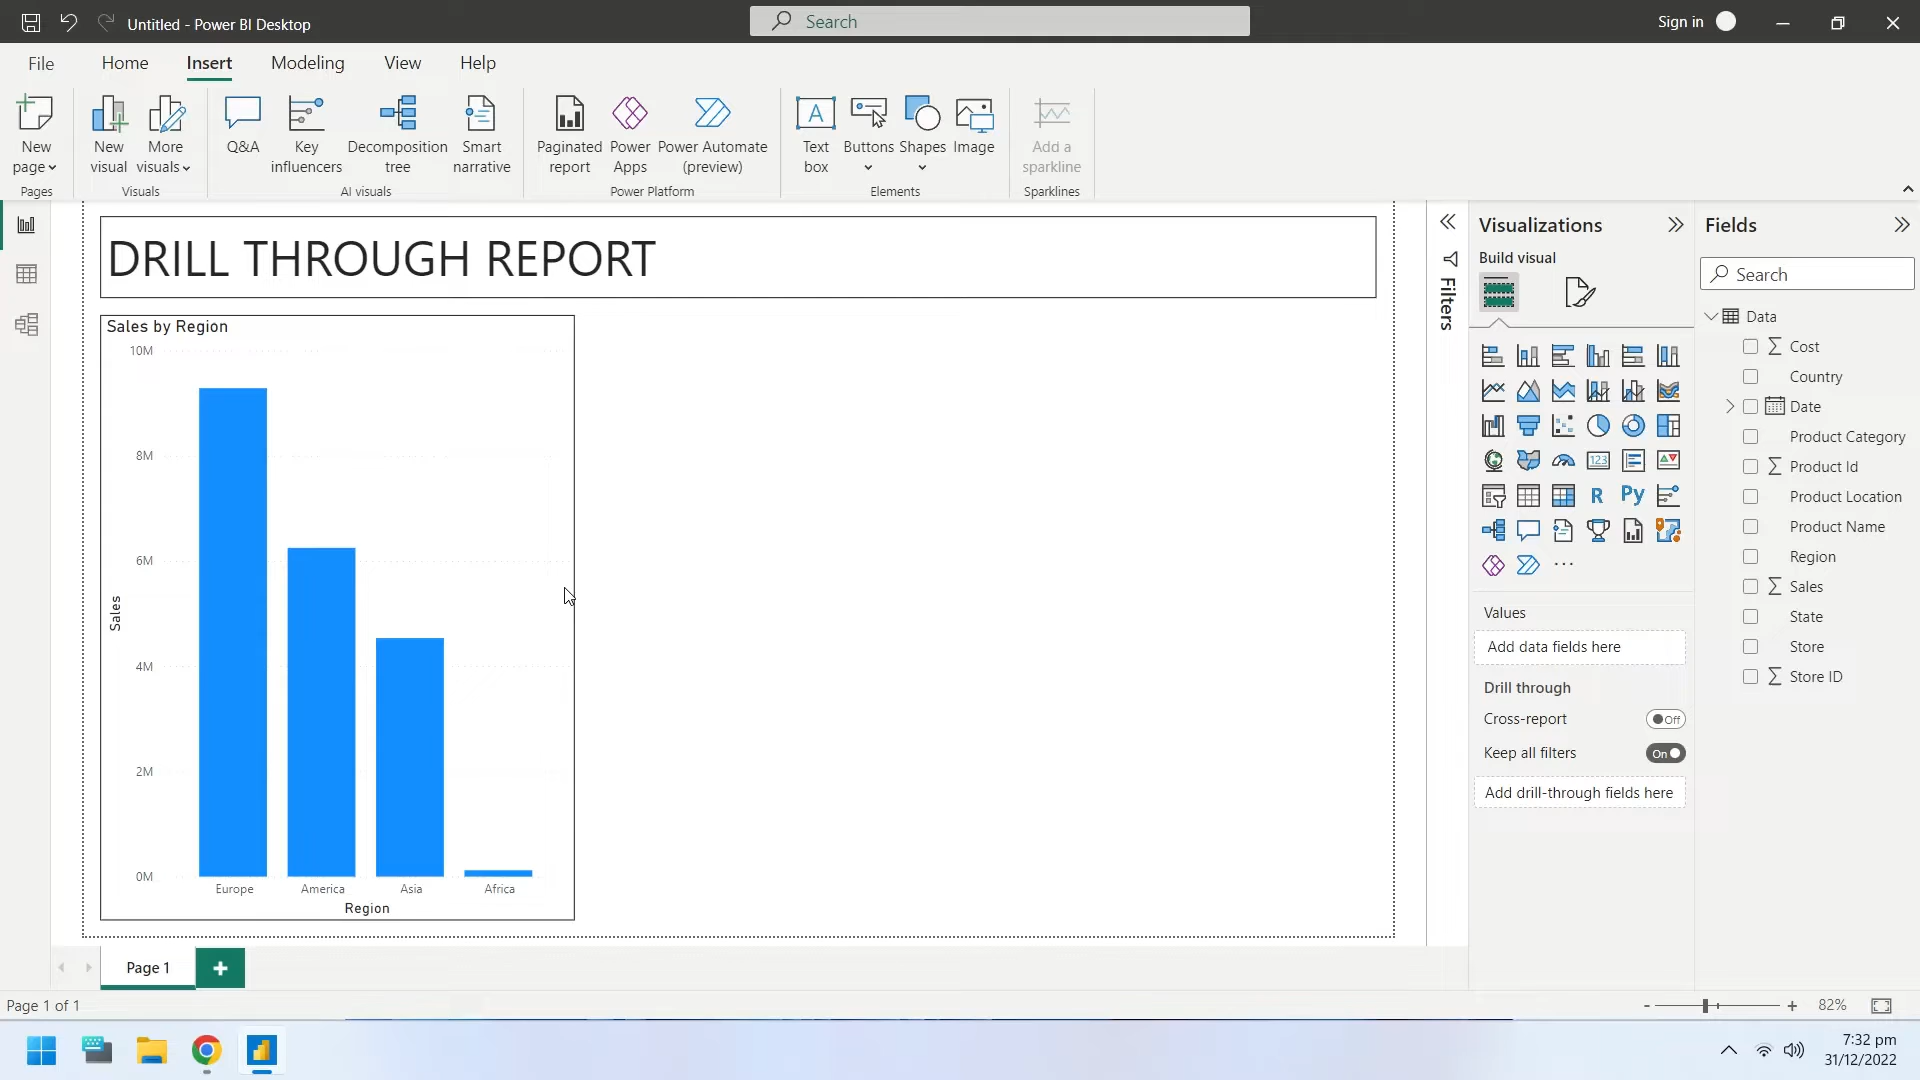 Untitled - Power BI Desktop
Search
Sign in
File
Home
Insert
Modeling
View
Help
New page
New visual
More visuals
Q&A
Key influencers
Decomposition tree
Smart narrative
Paginated report
Power Apps
Power Automate (preview)
Text box
Buttons
Shapes
Image
Add a sparkline
Pages
Visuals
AI visuals
Power Platform
Elements
Sparklines
DRILL THROUGH REPORT
Sales by Region
10M
8M
6M
4M
2M
0M
Sales
Europe
America
Asia
Africa
Region
Filters
Visualizations
Build visual
123
R
Py
...
Values
Add data fields here
Drill through
Cross-report
Off
Keep all filters
On
Add drill-through fields here
Fields
Search
Data
Σ Cost
Country
Date
Product Category
Σ Product Id
Product Location
Product Name
Region
Σ Sales
State
Store
Σ Store ID
Page 1
+
Page 1 of 1
- + 82%
7:32 pm
31/12/2022